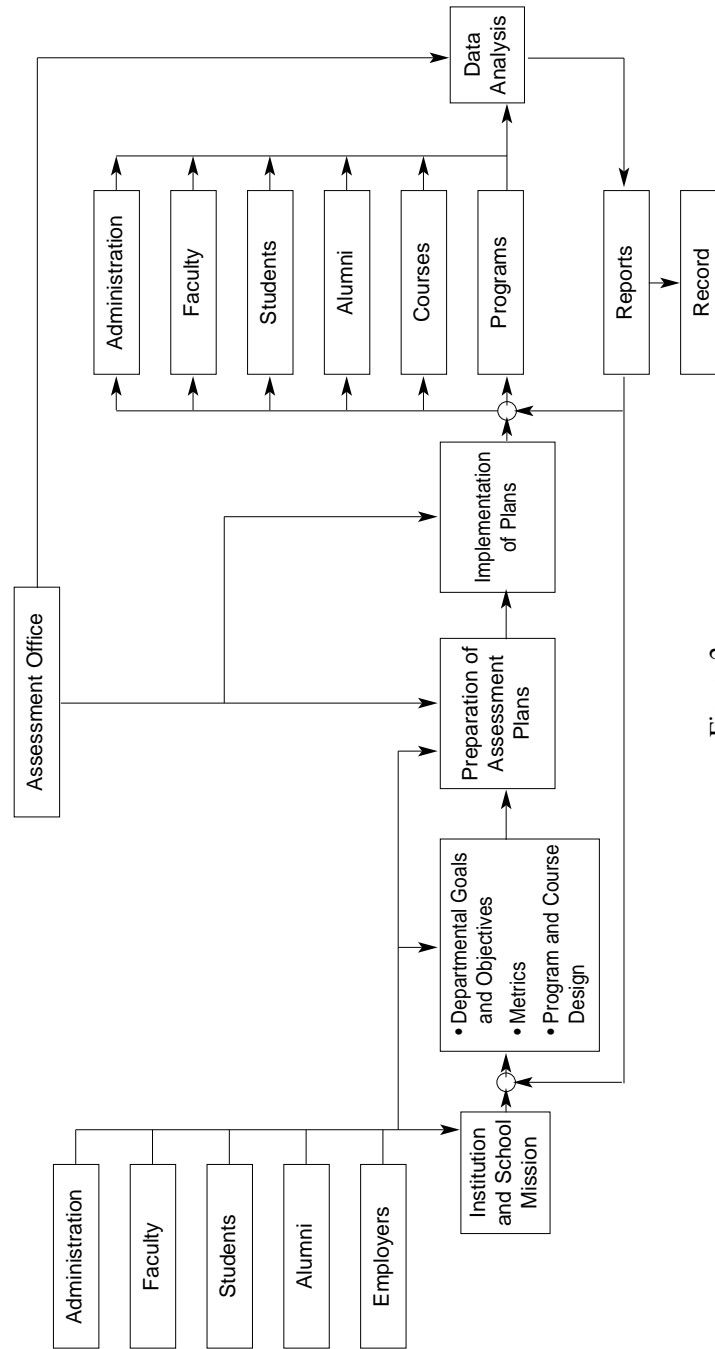 Assessment Office
Administration
Faculty
Students
Alumni
Employers
Institution
and School
Mission
• Departmental Goals
and Objectives
• Metrics
• Program and Course
Design
Preparation of
Assessment
Plans
Implementation
of Plans
Administration
Faculty
Students
Alumni
Courses
Programs
Data
Analysis
Reports
Record